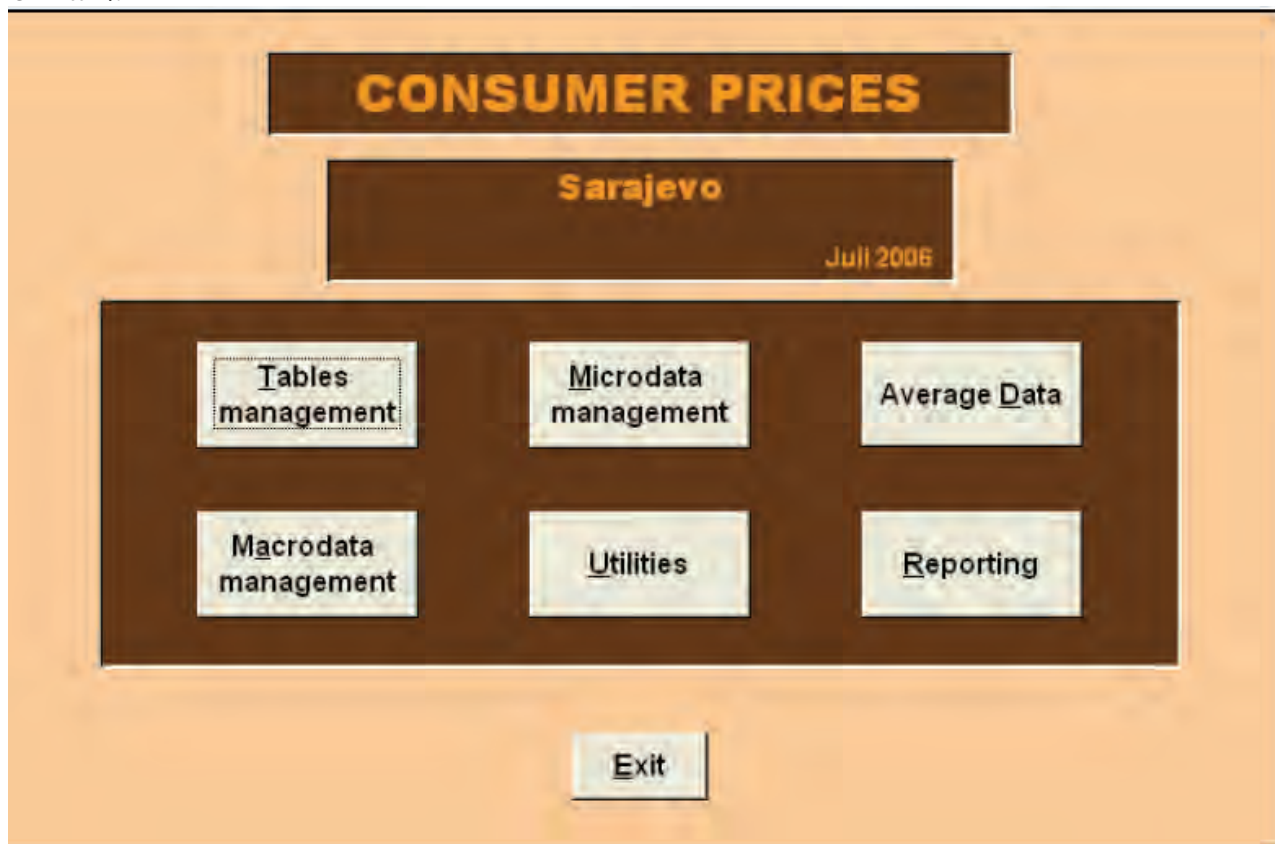 CONSUMER PRICES
Sarajevo
Juli 2006
Tables
management
Microdata
management
Average Data
Macrodata
management
Utilities
Reporting
Exit